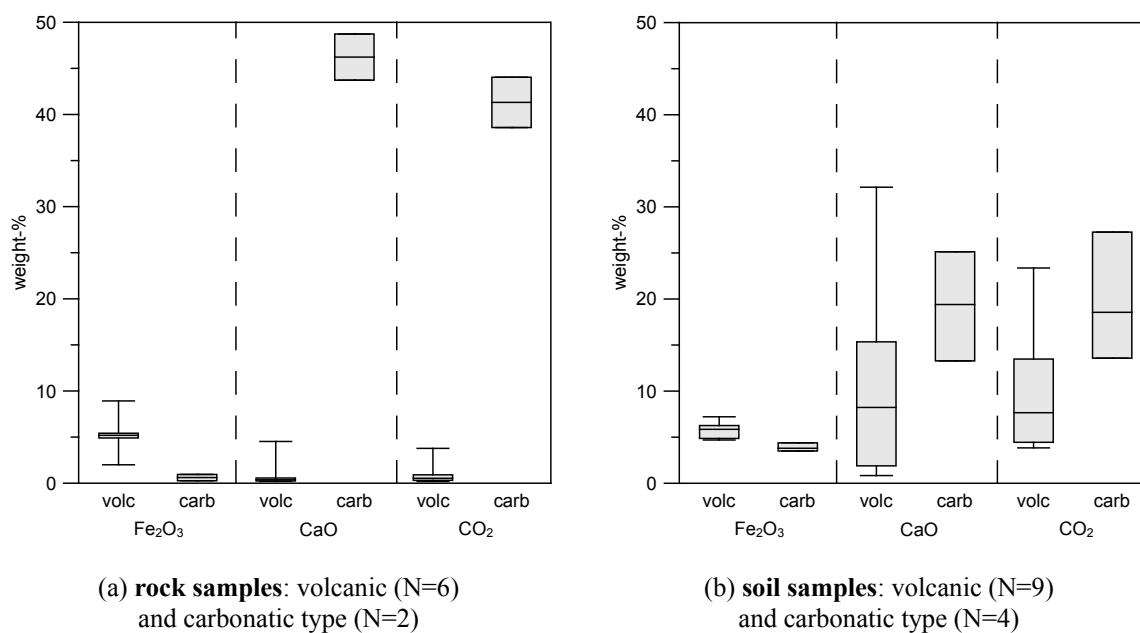 50
40
30
20
10
0
weight-%
volc carb volc carb volc carb
Fe₂O₃ CaO CO₂
(a) rock samples: volcanic (N=6)
and carbonatic type (N=2)
50
40
30
20
10
0
weight-%
volc carb volc carb volc carb
Fe₂O₃ CaO CO₂
(b) soil samples: volcanic (N=9)
and carbonatic type (N=4)